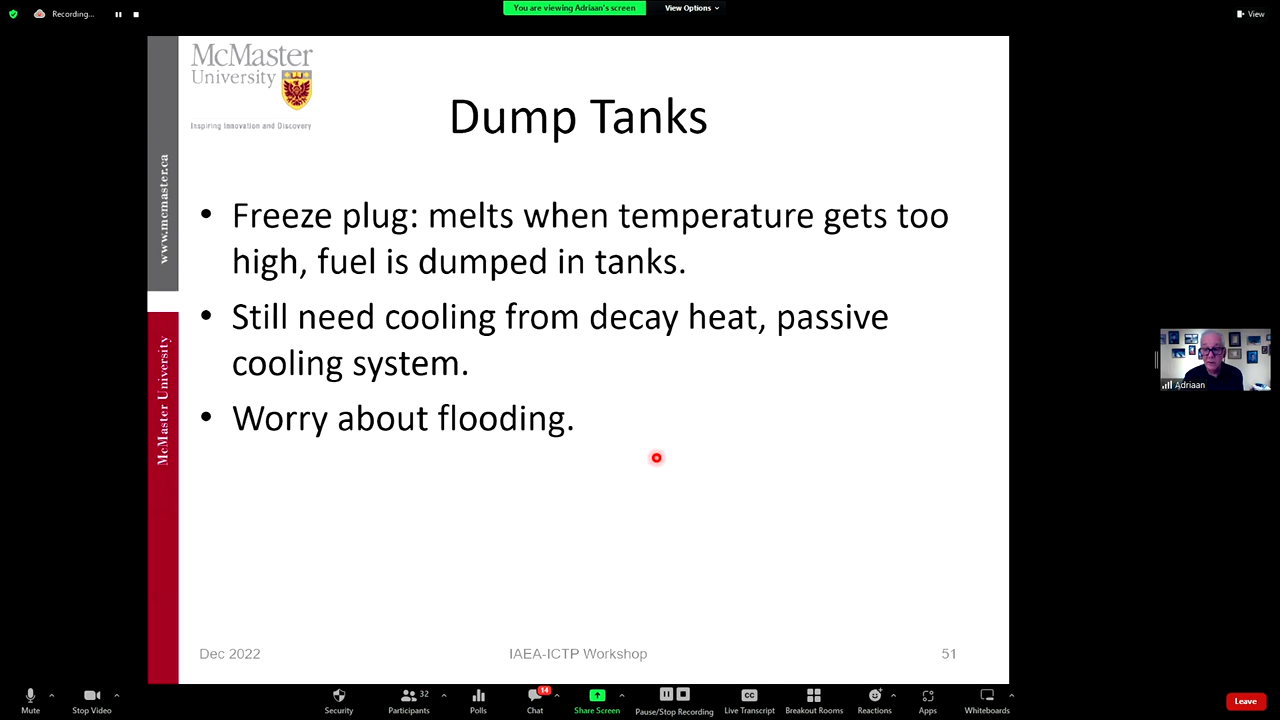 Recording...
You are viewing Adriaan's screen
View Options
View
McMaster
University
Inspiring Innovation and Discovery
www.mcmaster.ca
McMaster University
Dump Tanks
• Freeze plug: melts when temperature gets too
high, fuel is dumped in tanks.
• Still need cooling from decay heat, passive
cooling system.
• Worry about flooding.
Adriaan
Dec 2022
IAEA-ICTP Workshop
51
Mute
Stop Video
Security
Participants
32
Polls
Chat
14
Share Screen
Pause/Stop Recording
CC
Live Transcript
Breakout Rooms
Reactions
Apps
Whiteboards
Leave